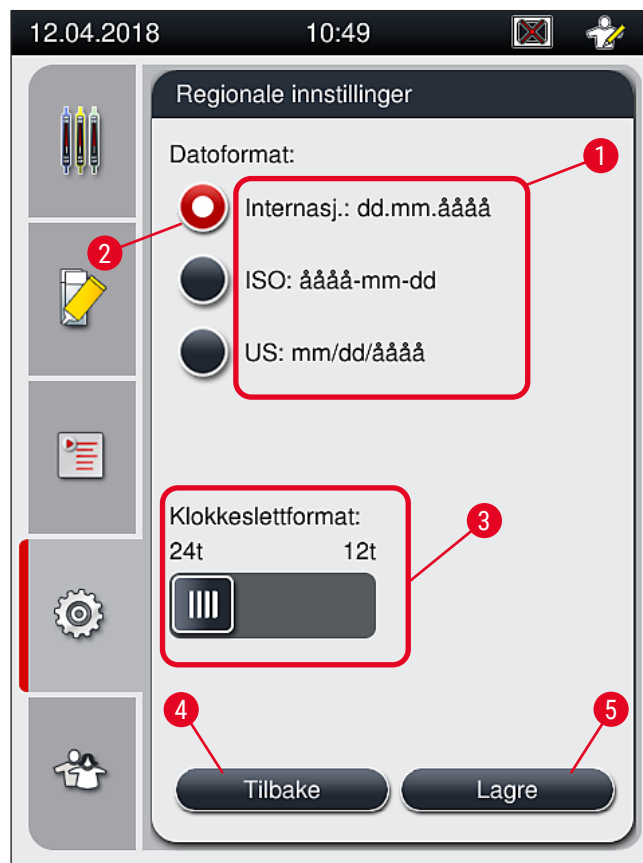 12.04.2018 10:49
Regionale innstillinger
Datoformat:
1
Internasj.: dd.mm.åååå
2
ISO: åååå-mm-dd
US: mm/dd/åååå
Klokkeslettformat:
3
24t 12t
4
5
Tilbake Lagre